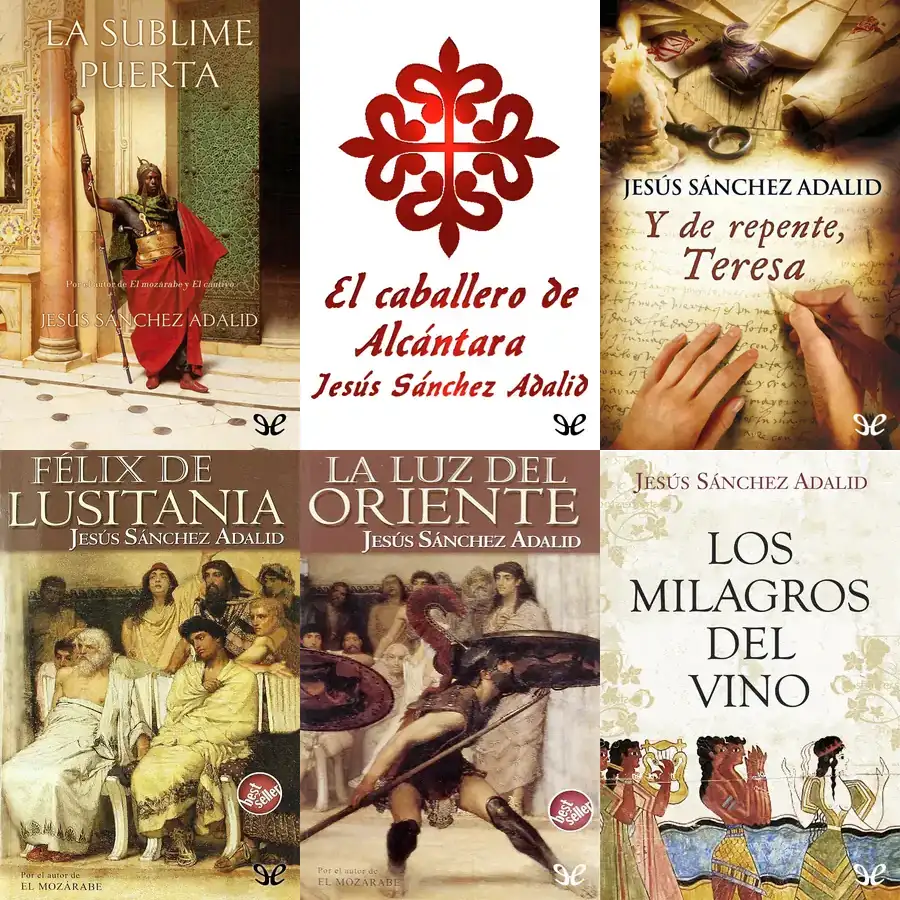 LA SUBLIME
PUERTA
Por el autor de El mozárabe y El cautivo
JESÚS SÁNCHEZ ADALID
El caballero de
Alcántara
Jesús Sánchez Adalid
JESÚS SÁNCHEZ ADALID
Y de repente,
Teresa
FÉLIX DE
LUSITANIA
JESÚS SÁNCHEZ ADALID
best
seller
Por el autor de
EL MOZÁRABE
LA LUZ DEL
ORIENTE
JESÚS SÁNCHEZ ADALID
best
seller
Por el autor de
EL MOZÁRABE
JESÚS SÁNCHEZ ADALID
LOS
MILAGROS
DEL
VINO